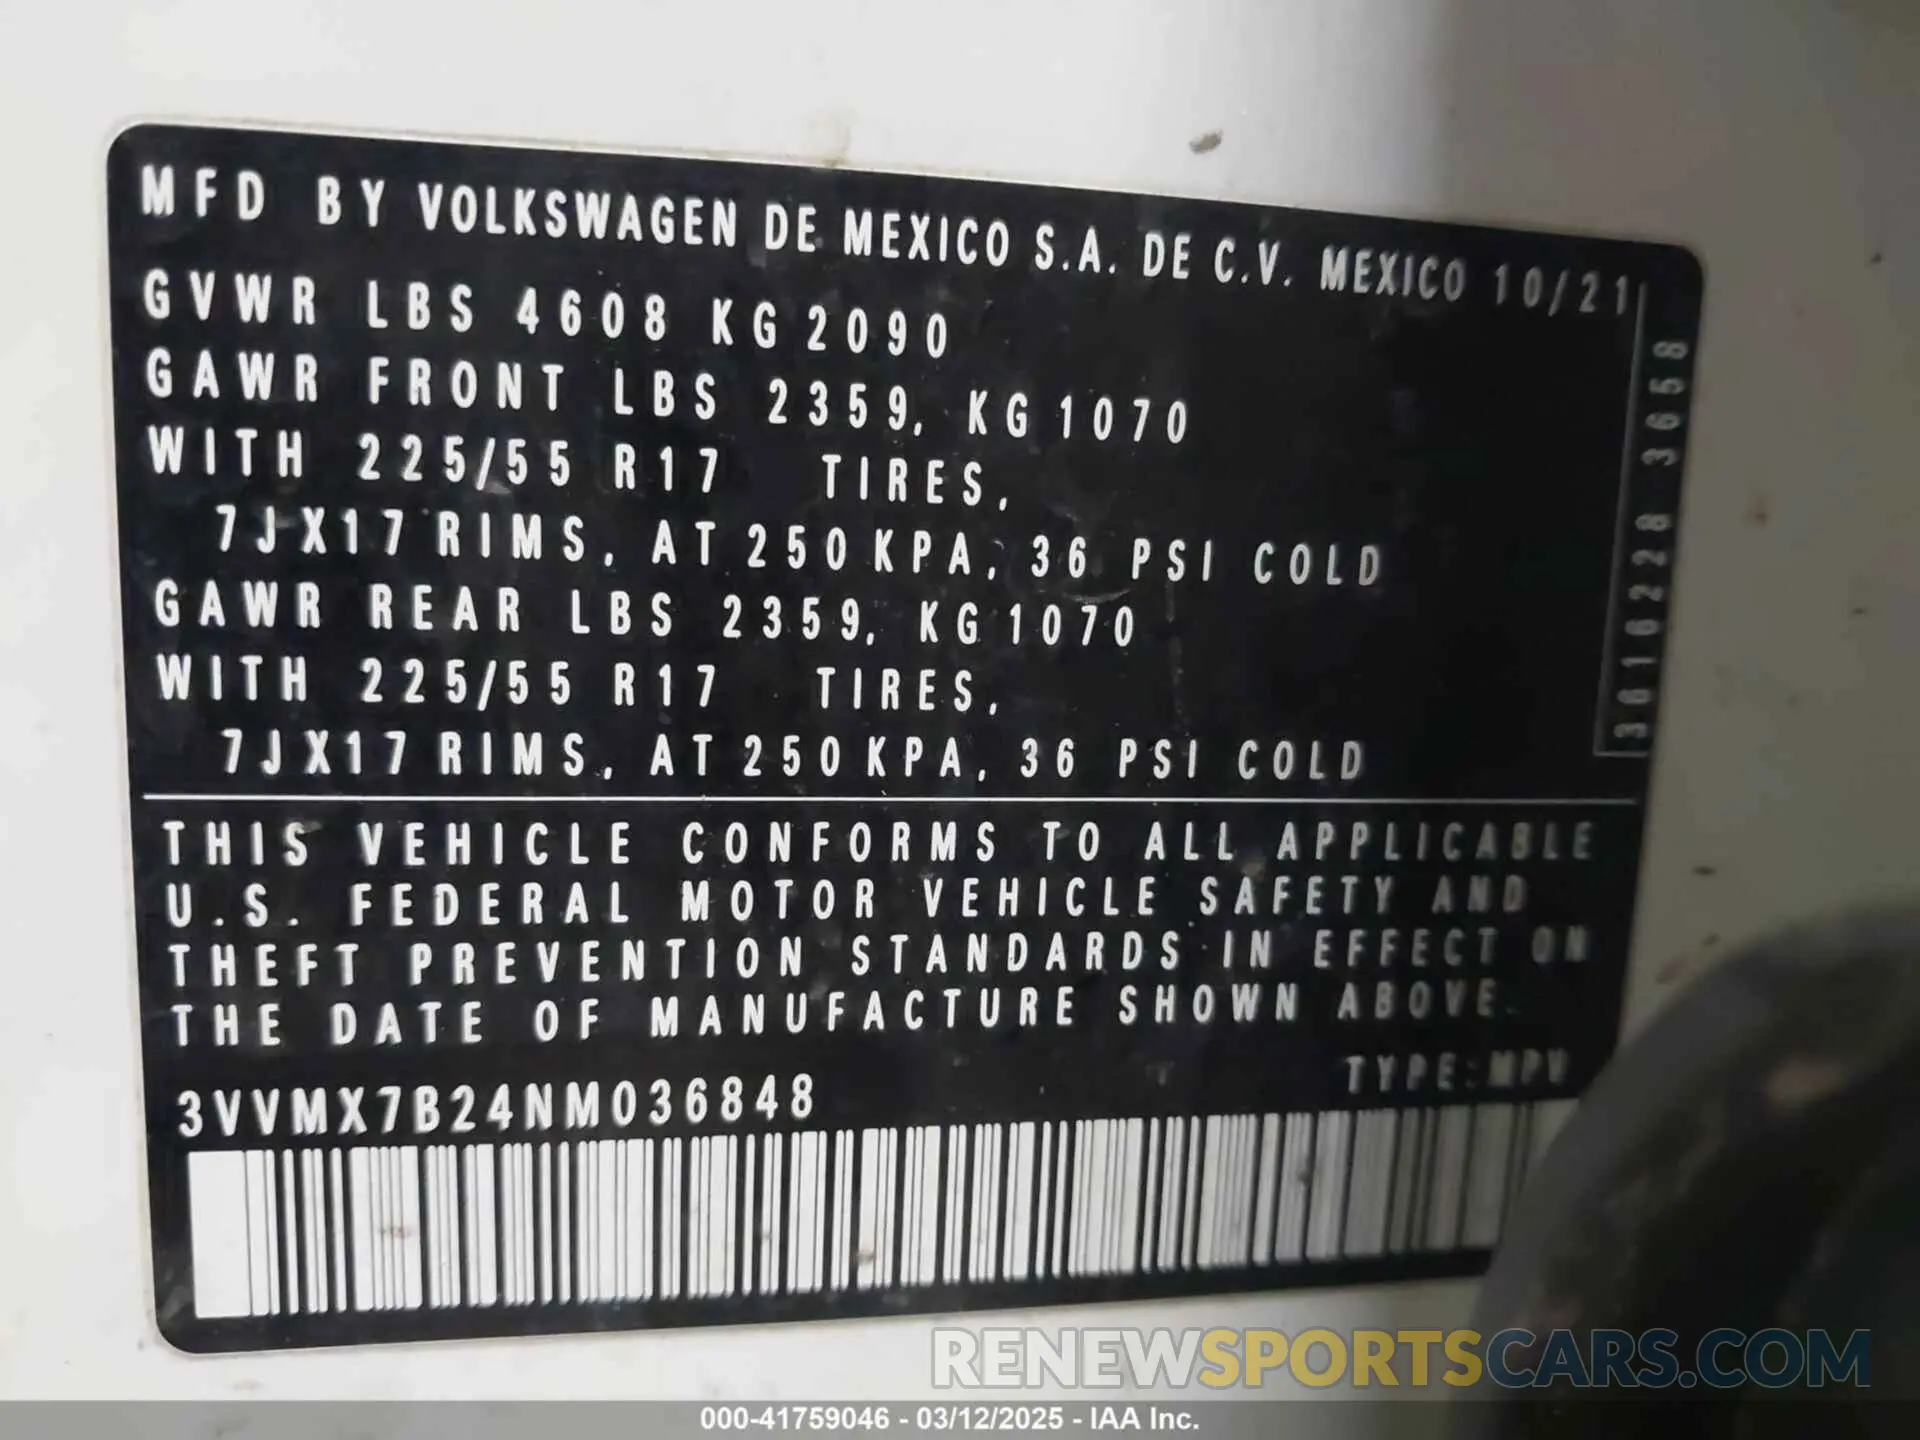 MFD BY VOLKSWAGEN DE MEXICO S.A. DE C.V. MEXICO 10/21
GVWR LBS 4608 KG 2090
GAWR FRONT LBS 2359, KG 1070
WITH 225/55 R17 TIRES,
7JX17 RIMS, AT 250 KPA, 36 PSI COLD
GAWR REAR LBS 2359, KG 1070
WITH 225/55 R17 TIRES,
7JX17 RIMS, AT 250 KPA, 36 PSI COLD
3616228 3658
THIS VEHICLE CONFORMS TO ALL APPLICABLE
U.S. FEDERAL MOTOR VEHICLE SAFETY AND
THEFT PREVENTION STANDARDS IN EFFECT ON
THE DATE OF MANUFACTURE SHOWN ABOVE.
TYPE: MPV
3VVMX7B24NM036848
RENEWSPORTSCARS.COM
000-41759046 - 03/12/2025 - IAA Inc.